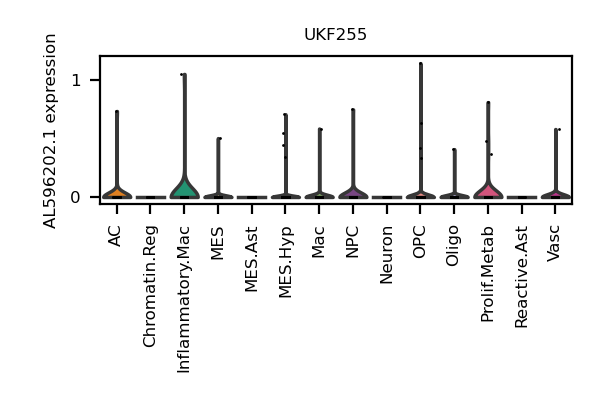 UKF255
AL596202.1 expression
1
0
AC
Chromatin.Reg
Inflammatory.Mac
MES
MES.Ast
MES.Hyp
Mac
NPC
Neuron
OPC
Oligo
Prolif.Metab
Reactive.Ast
Vasc